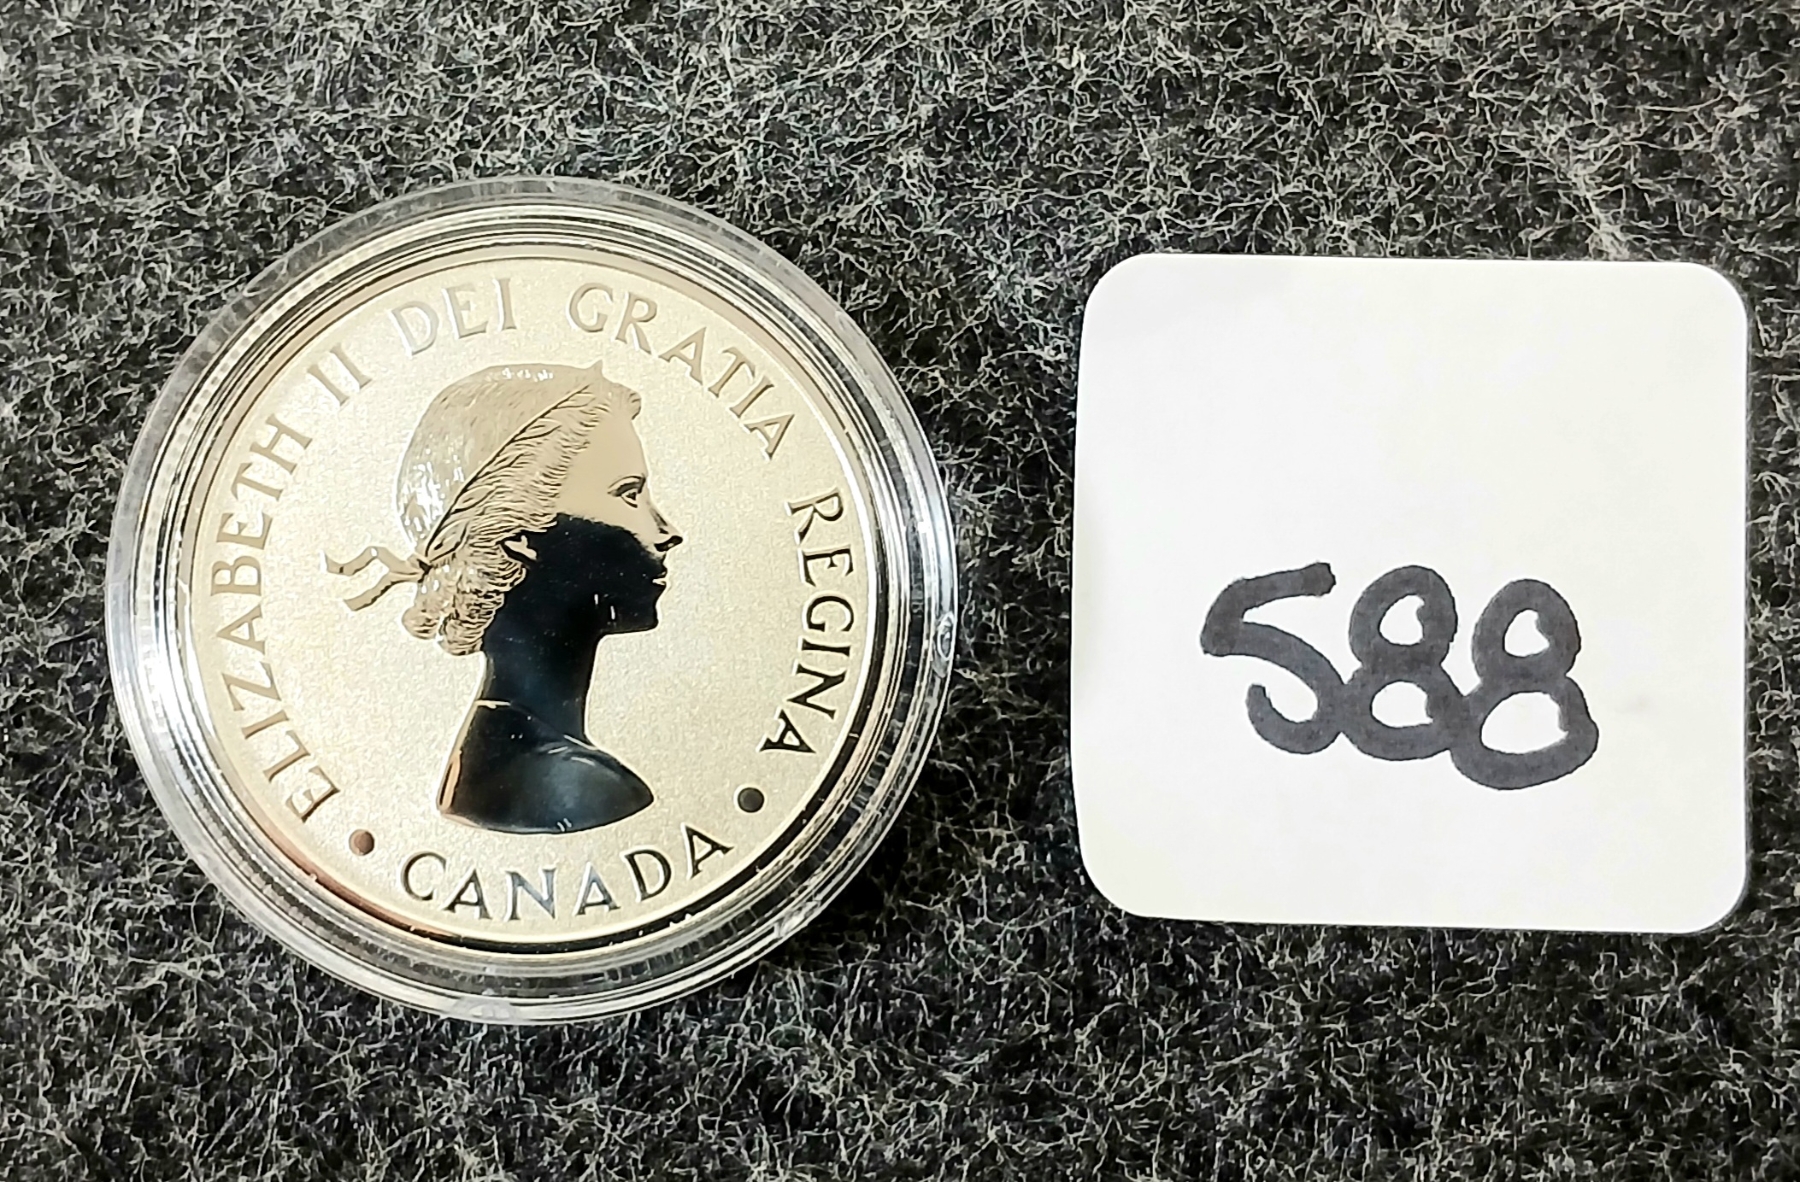 ELIZABETH II DEI GRATIA REGINA
• CANADA •
588